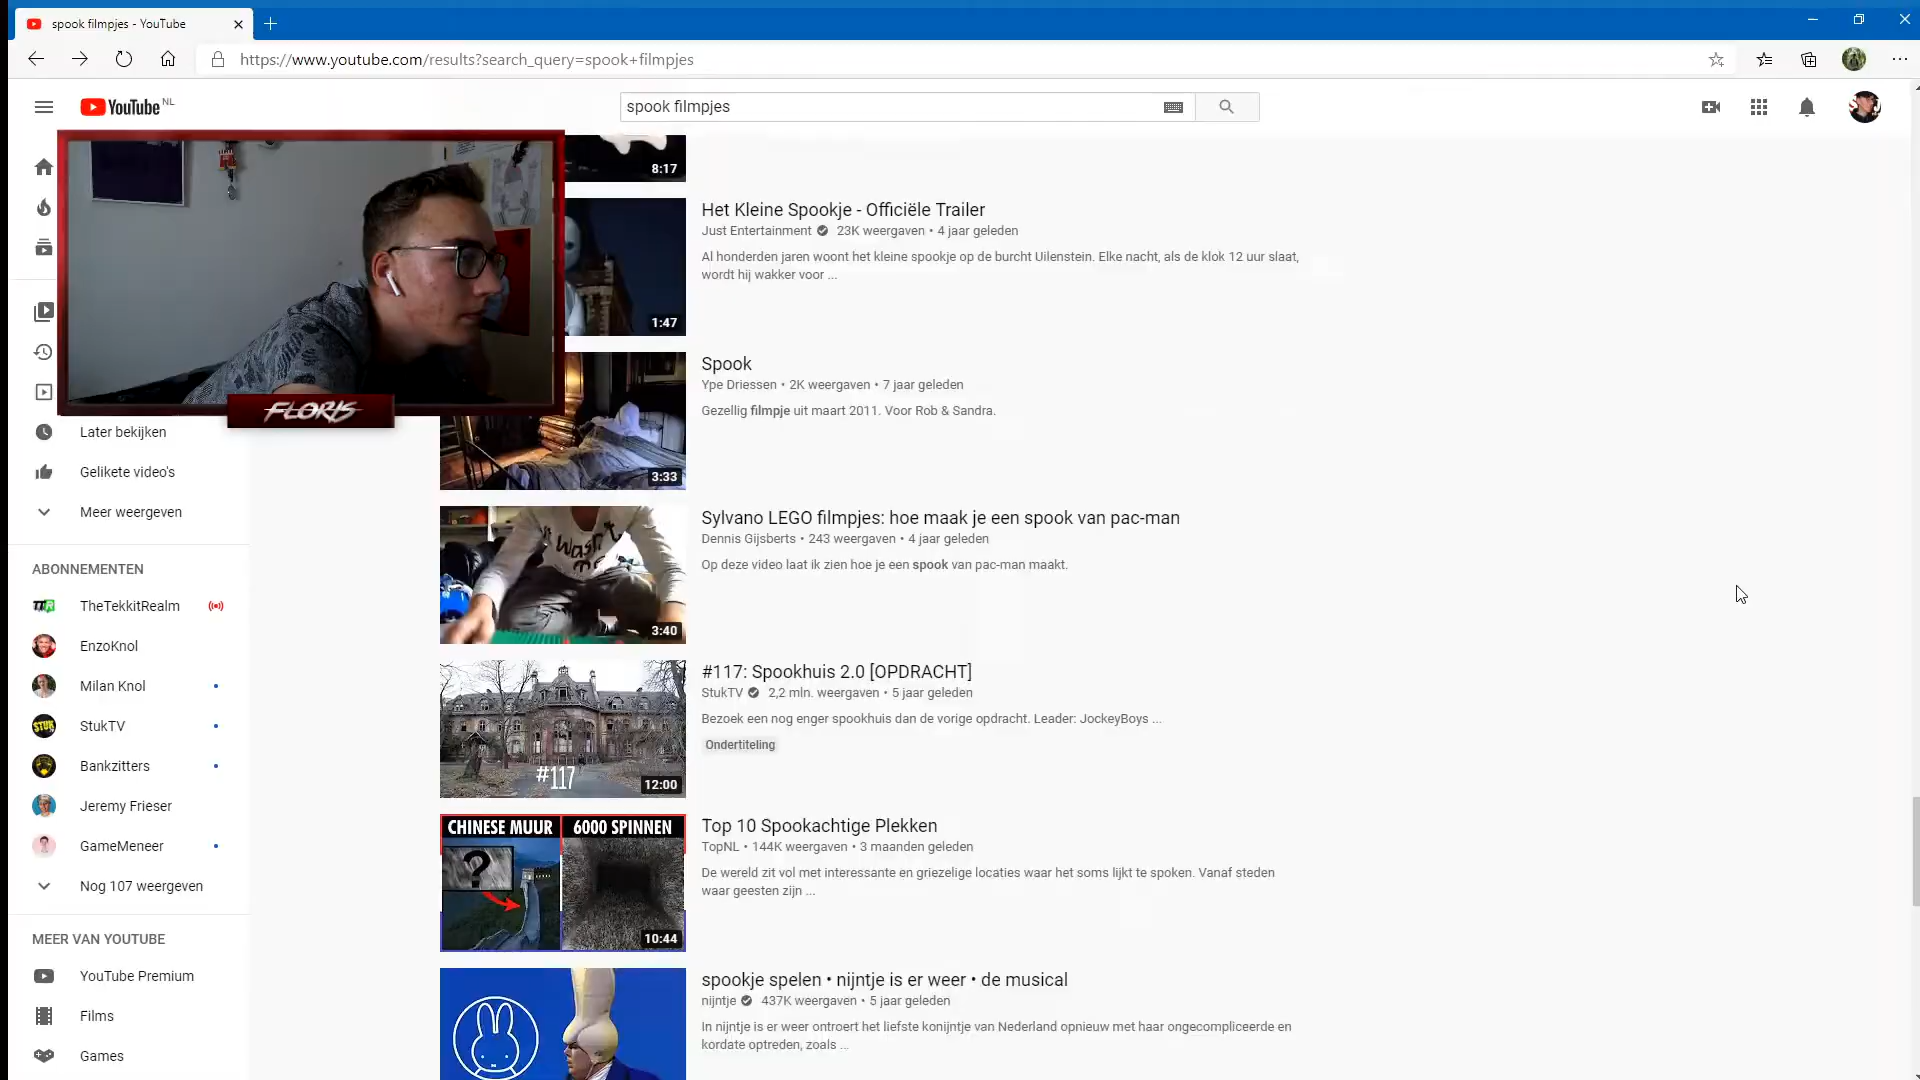 spook filmpjes - YouTube
https://www.youtube.com/results?search_query=spook+filmpjes
YouTube NL
spook filmpjes
8:17
FLORIS
Het Kleine Spookje - Officiële Trailer
Just Entertainment 23K weergaven • 4 jaar geleden
Al honderden jaren woont het kleine spookje op de burcht Uilenstein. Elke nacht, als de klok 12 uur slaat,
wordt hij wakker voor ...
1:47
Spook
Ype Driessen • 2K weergaven • 7 jaar geleden
Gezellig filmpje uit maart 2011. Voor Rob & Sandra.
3:33
Later bekijken
Gelikete video's
Meer weergeven
ABONNEMENTEN
TheTekkitRealm
EnzoKnol
Milan Knol
StukTV
Bankzitters
Jeremy Frieser
GameMeneer
Nog 107 weergeven
MEER VAN YOUTUBE
YouTube Premium
Films
Games
Sylvano LEGO filmpjes: hoe maak je een spook van pac-man
Dennis Gijsberts • 243 weergaven • 4 jaar geleden
Op deze video laat ik zien hoe je een spook van pac-man maakt.
3:40
#117: Spookhuis 2.0 [OPDRACHT]
StukTV 2,2 mln. weergaven • 5 jaar geleden
Bezoek een nog enger spookhuis dan de vorige opdracht. Leader: JockeyBoys ...
Ondertiteling
#117
12:00
CHINESE MUUR
6000 SPINNEN
?
10:44
Top 10 Spookachtige Plekken
TopNL • 144K weergaven • 3 maanden geleden
De wereld zit vol met interessante en griezelige locaties waar het soms lijkt te spoken. Vanaf steden
waar geesten zijn ...
spookje spelen • nijntje is er weer • de musical
nijntje 437K weergaven • 5 jaar geleden
In nijntje is er weer ontroert het liefste konijntje van Nederland opnieuw met haar ongecompliceerde en
kordate optreden, zoals ...